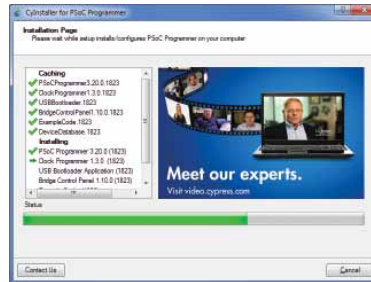 CyInstaller for PSoC Programmer
Installation Page
Please wait while setup installs/configures PSoC Programmer on your computer
Caching
PSoCProgrammer3.20.0.1823
ClockProgrammer1.3.0.1823
USBBootloader.1823
BridgeControlPanel1.10.0.1823
ExampleCode.1823
DeviceDatabase.1823
Installing
PSoC Programmer 3.20.0 (1823)
Clock Programmer 1.3.0 (1823)
USB Bootloader Application (1823)
Bridge Control Panel 1.10.0 (1823)
Meet our experts.
Visit video.cypress.com
Status
Contact Us
Cancel